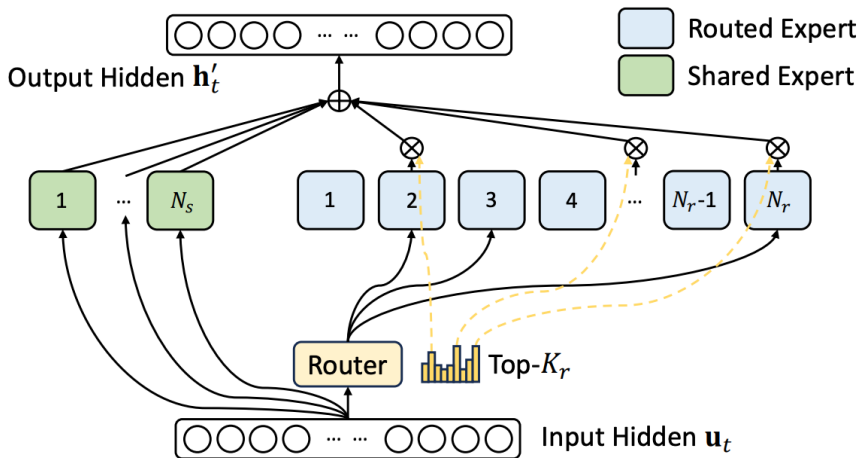 ... ...
Routed Expert
Output Hidden h′ₜ
Shared Expert
1 ... Nₛ 1 2 3 4 ... Nᵣ-1 Nᵣ
Router
Top-Kᵣ
... ...
Input Hidden uₜ